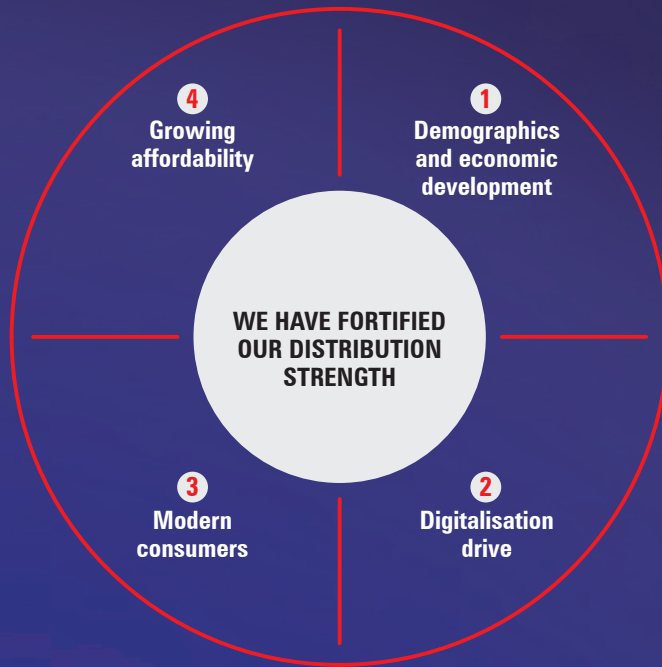 1
Demographics
and economic
development
2
Digitalisation
drive
3
Modern
consumers
4
Growing
affordability
WE HAVE FORTIFIED
OUR DISTRIBUTION
STRENGTH